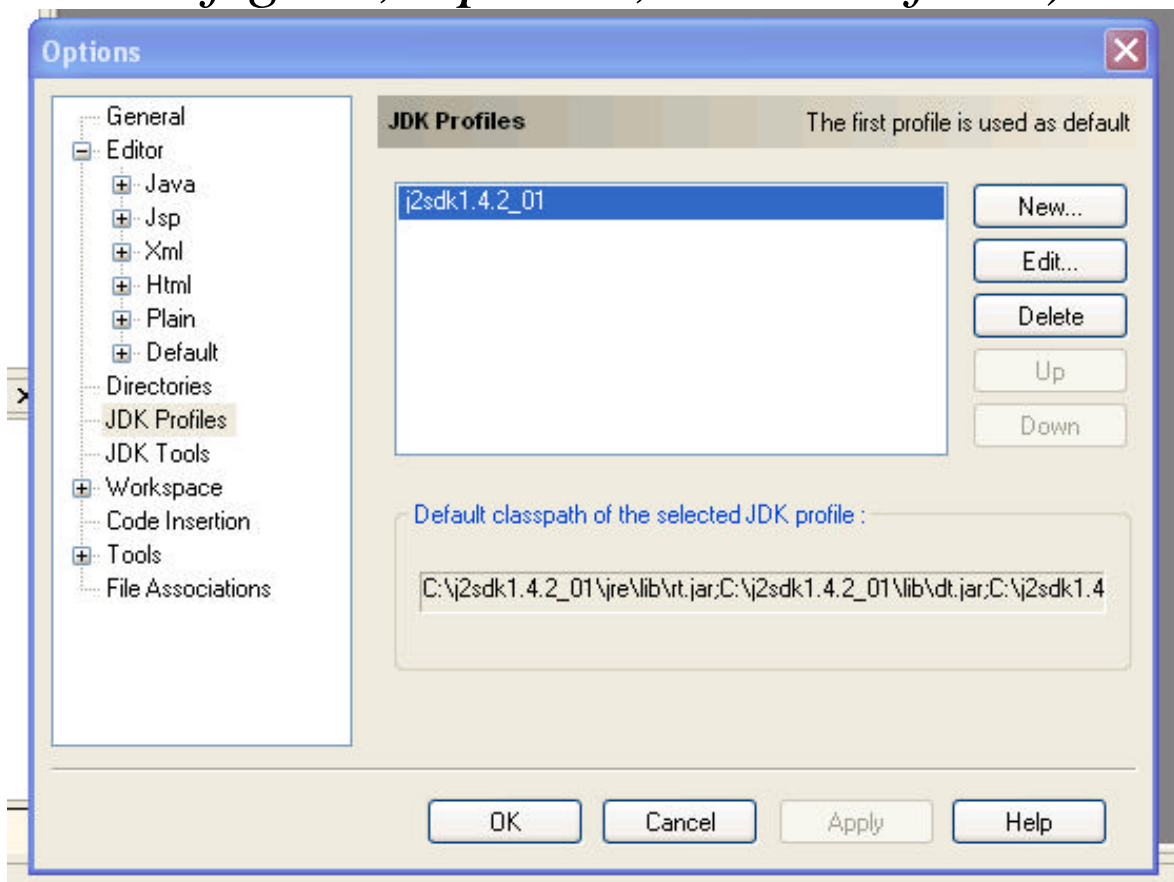 Options
General
Editor
Java
Jsp
Xml
Html
Plain
Default
Directories
JDK Profiles
JDK Tools
Workspace
Code Insertion
Tools
File Associations
JDK Profiles
The first profile is used as default
j2sdk1.4.2_01
New...
Edit...
Delete
Up
Down
Default classpath of the selected JDK profile :
C:\j2sdk1.4.2_01\jre\lib\rt.jar;C:\j2sdk1.4.2_01\lib\dt.jar;C:\j2sdk1.4
OK
Cancel
Apply
Help